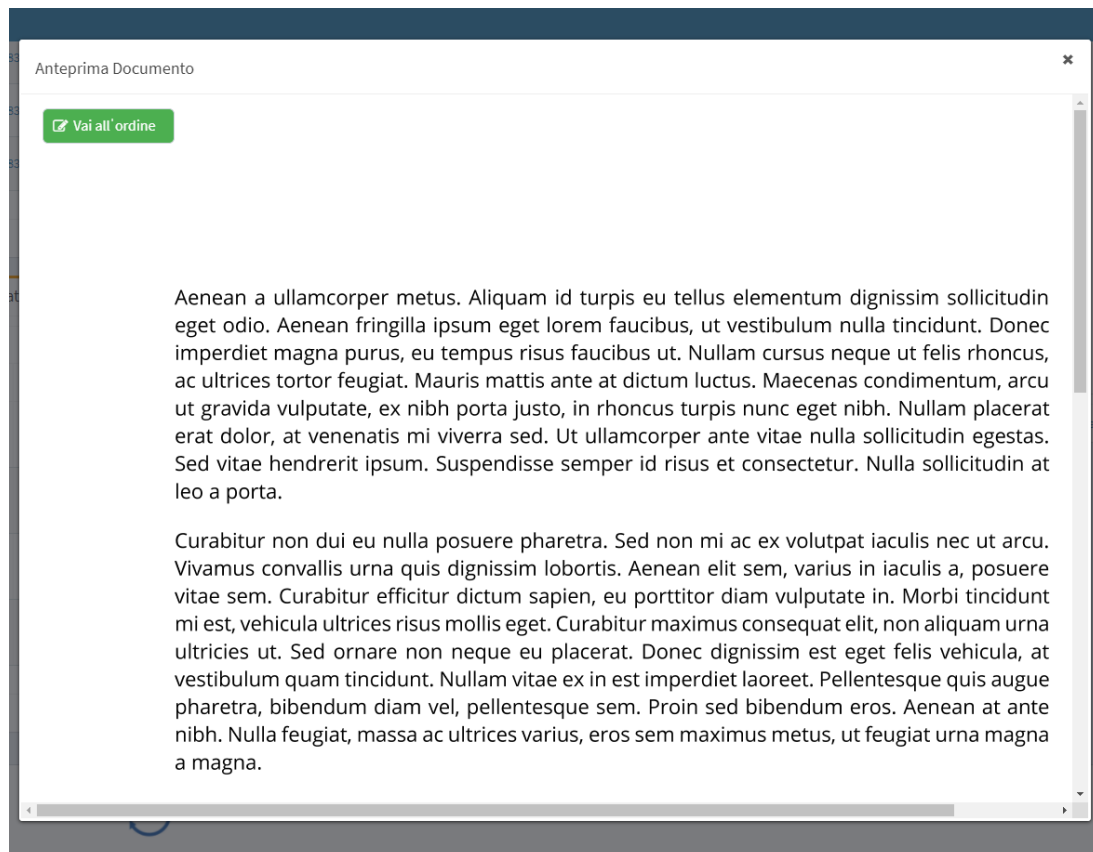 Anteprima Documento
Vai all'ordine
Aenean a ullamcorper metus. Aliquam id turpis eu tellus elementum dignissim sollicitudin
eget odio. Aenean fringilla ipsum eget lorem faucibus, ut vestibulum nulla tincidunt. Donec
imperdiet magna purus, eu tempus risus faucibus ut. Nullam cursus neque ut felis rhoncus,
ac ultrices tortor feugiat. Mauris mattis ante at dictum luctus. Maecenas condimentum, arcu
ut gravida vulputate, ex nibh porta justo, in rhoncus turpis nunc eget nibh. Nullam placerat
erat dolor, at venenatis mi viverra sed. Ut ullamcorper ante vitae nulla sollicitudin egestas.
Sed vitae hendrerit ipsum. Suspendisse semper id risus et consectetur. Nulla sollicitudin at
leo a porta.
Curabitur non dui eu nulla posuere pharetra. Sed non mi ac ex volutpat iaculis nec ut arcu.
Vivamus convallis urna quis dignissim lobortis. Aenean elit sem, varius in iaculis a, posuere
vitae sem. Curabitur efficitur dictum sapien, eu porttitor diam vulputate in. Morbi tincidunt
mi est, vehicula ultrices risus mollis eget. Curabitur maximus consequat elit, non aliquam urna
ultricies ut. Sed ornare non neque eu placerat. Donec dignissim est eget felis vehicula, at
vestibulum quam tincidunt. Nullam vitae ex in est imperdiet laoreet. Pellentesque quis augue
pharetra, bibendum diam vel, pellentesque sem. Proin sed bibendum eros. Aenean at ante
nibh. Nulla feugiat, massa ac ultrices varius, eros sem maximus metus, ut feugiat urna magna
a magna.